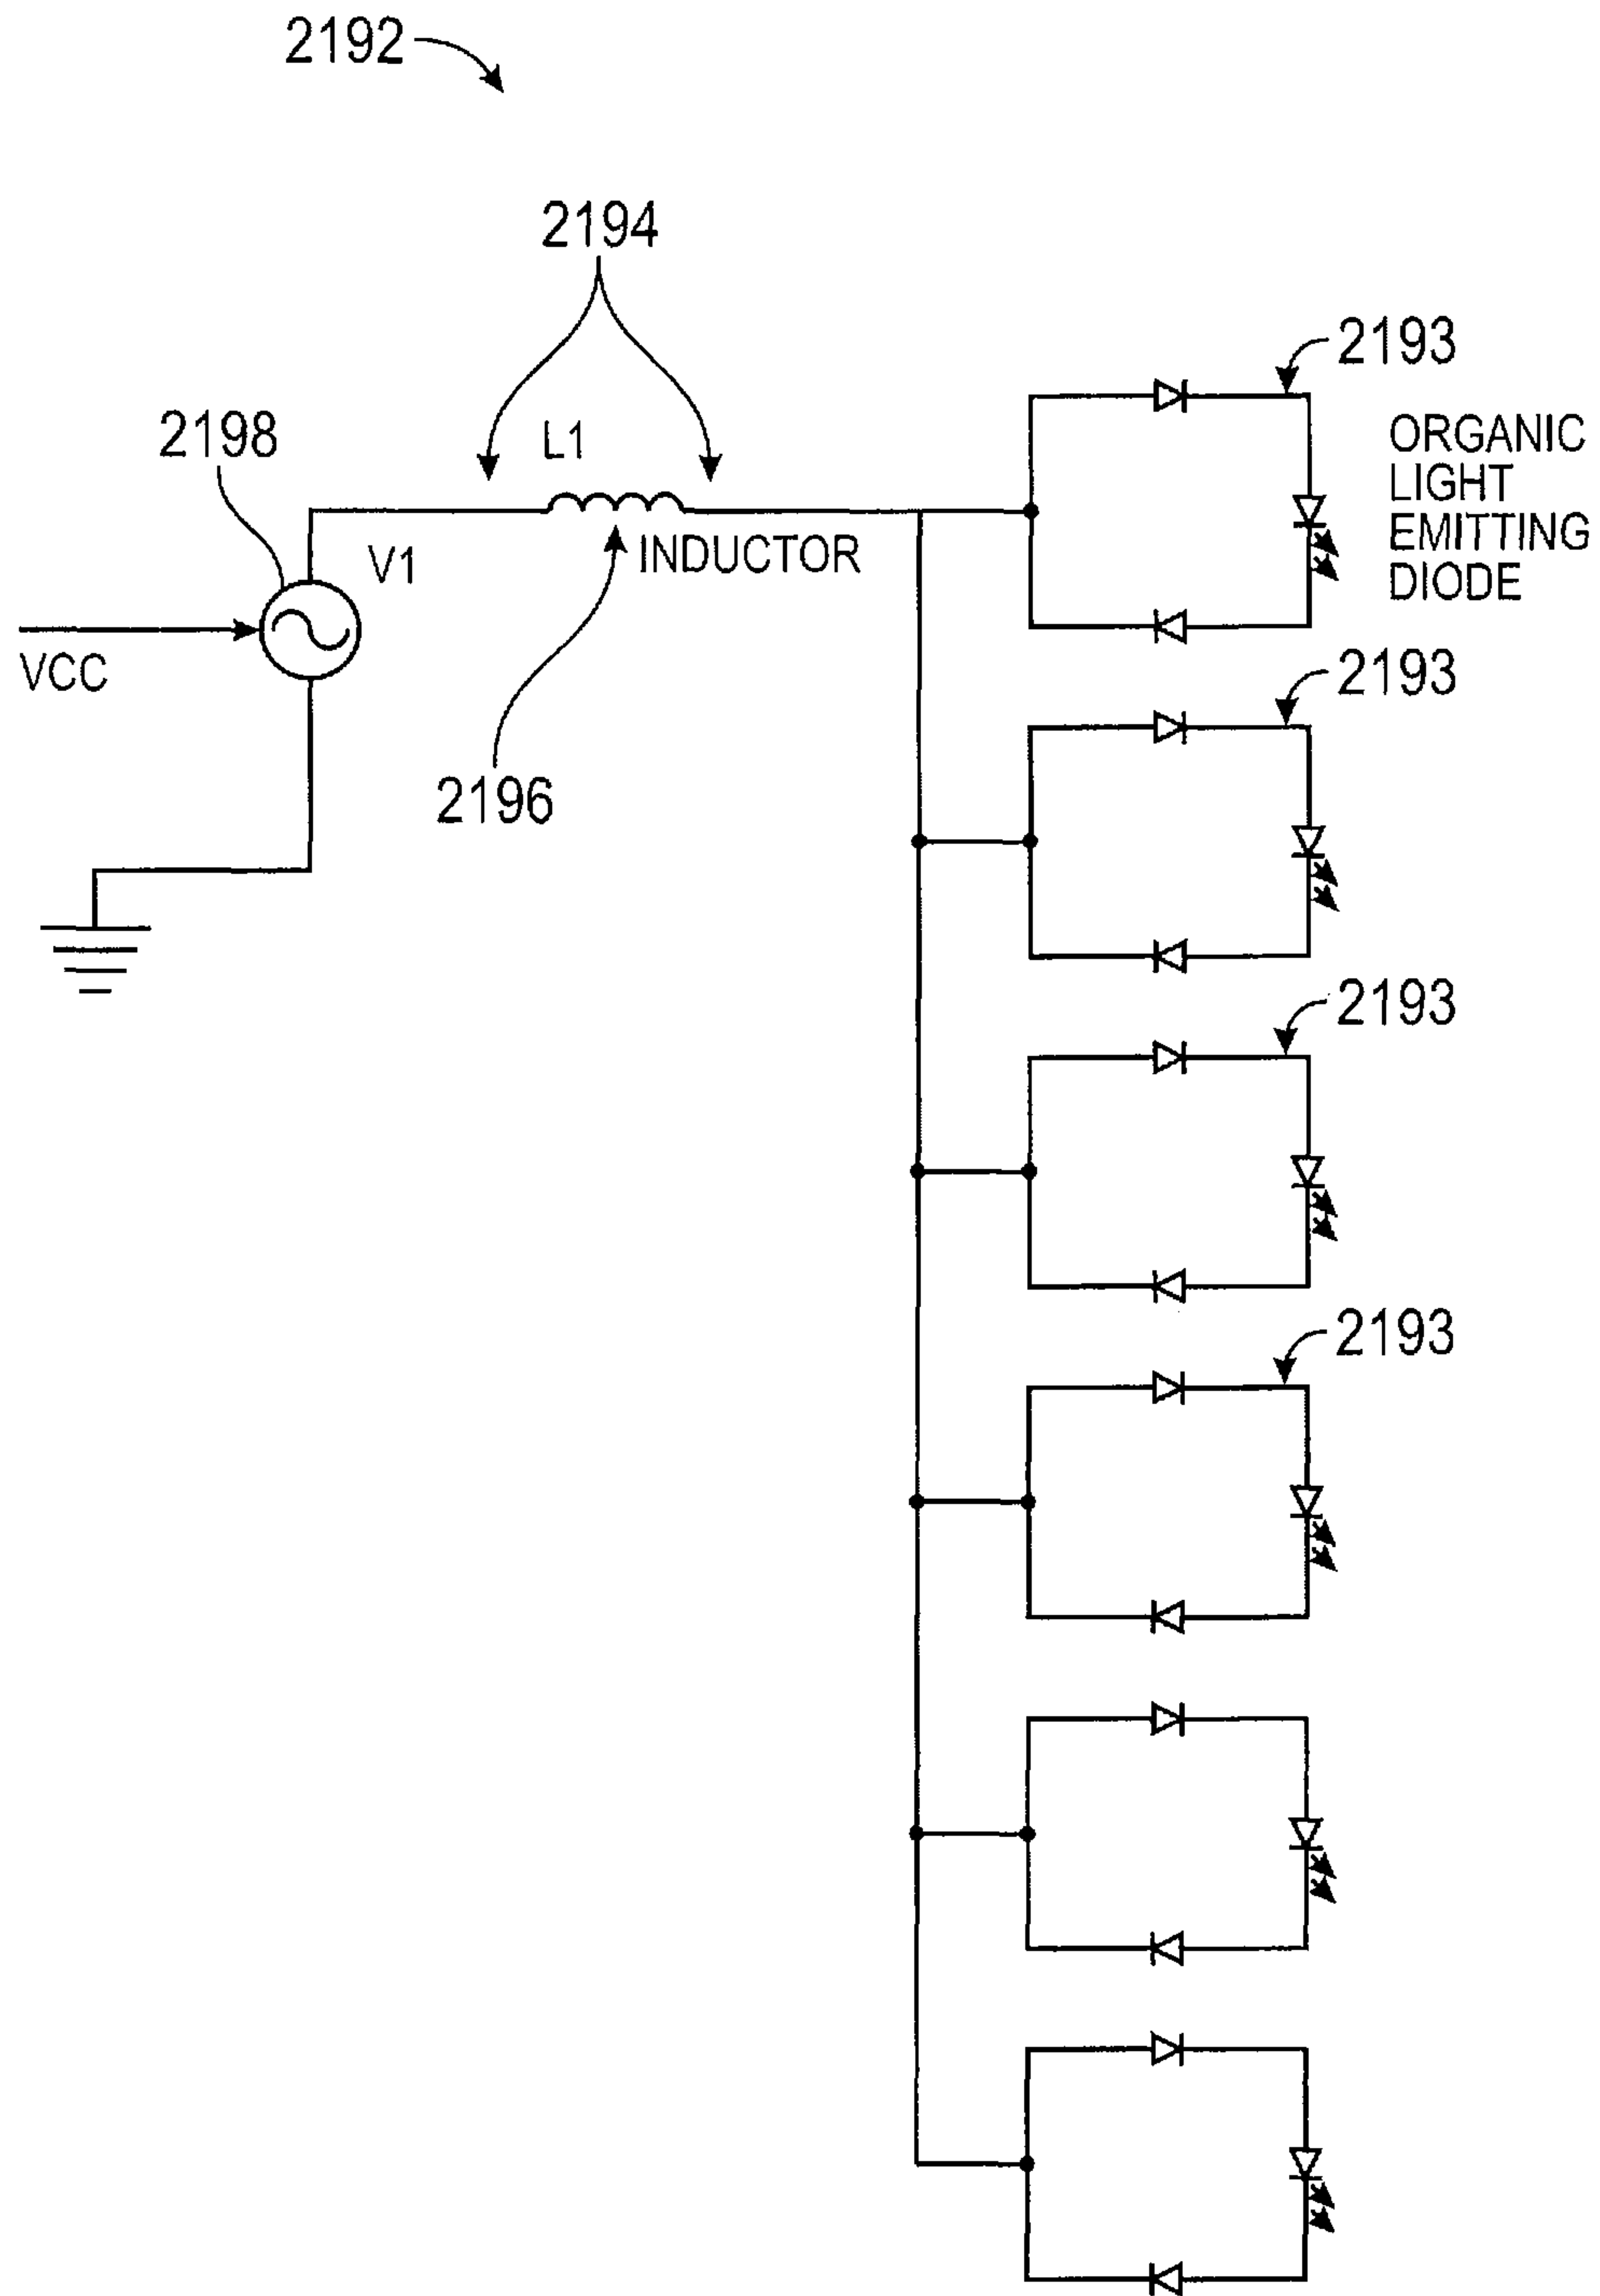 2192
2194
2193
2198
L1
ORGANIC
LIGHT
EMITTING
DIODE
V1
INDUCTOR
VCC
2193
2196
2193
2193